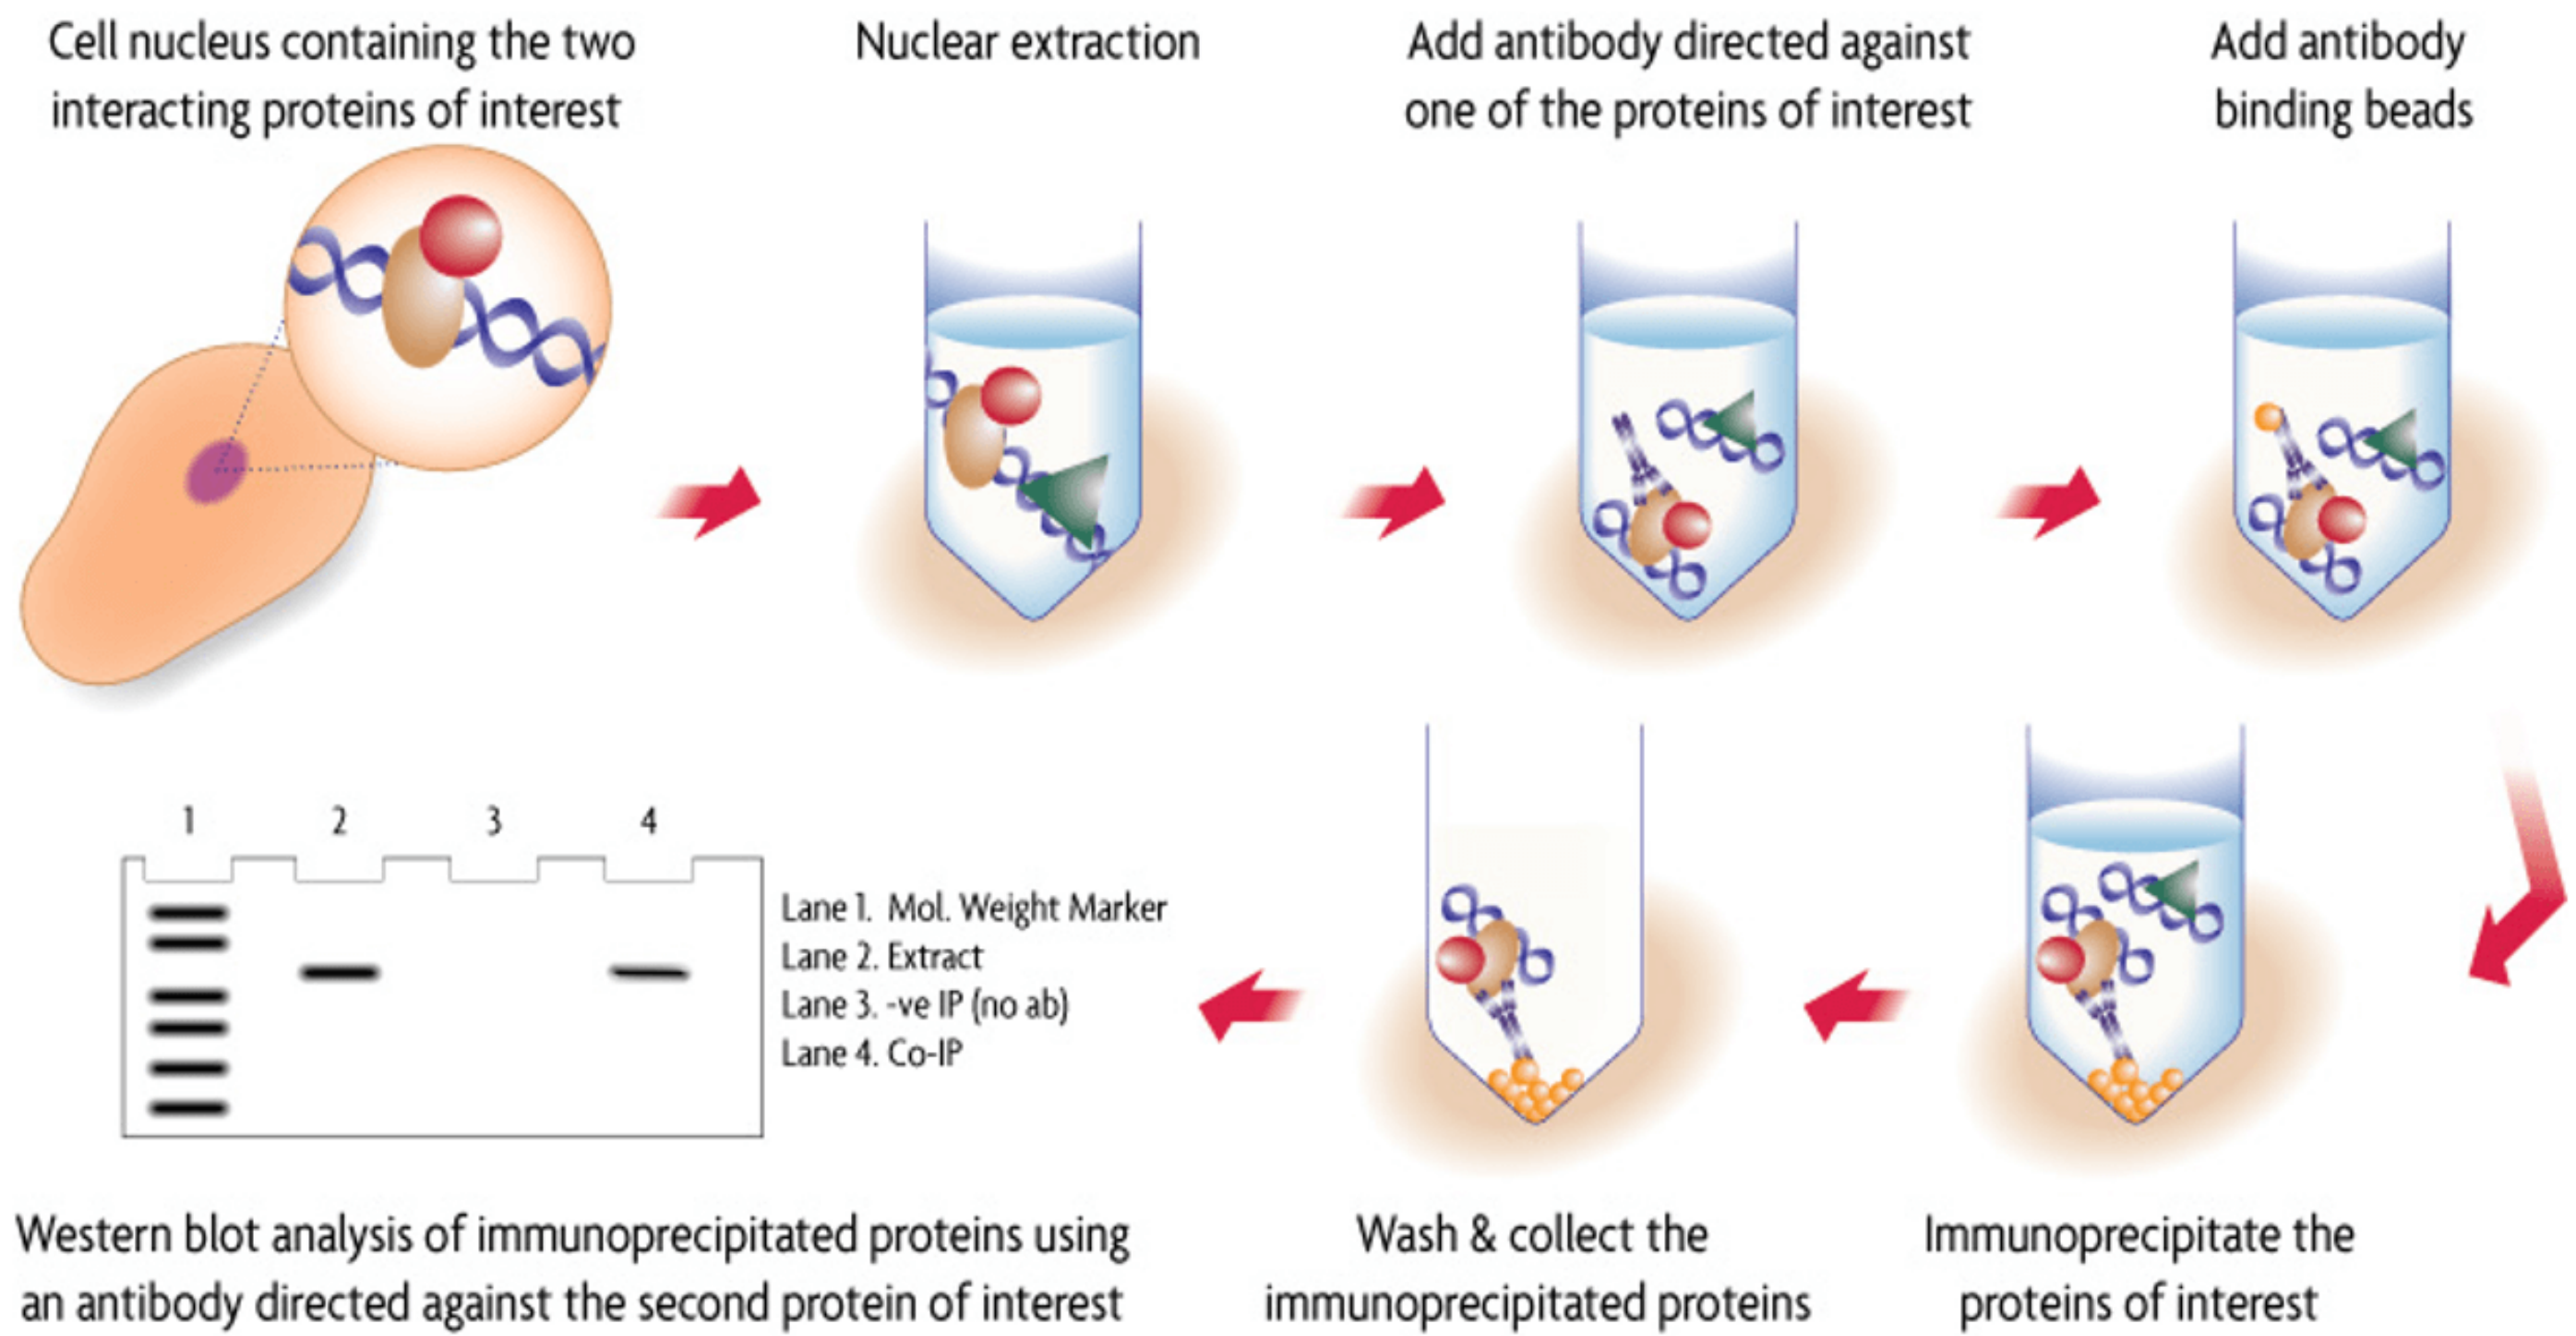 Cell nucleus containing the two
interacting proteins of interest
Nuclear extraction
Add antibody directed against
one of the proteins of interest
Add antibody
binding beads
1 2 3 4
Lane 1. Mol. Weight Marker
Lane 2. Extract
Lane 3. -ve IP (no ab)
Lane 4. Co-IP
Western blot analysis of immunoprecipitated proteins using
an antibody directed against the second protein of interest
Wash & collect the
immunoprecipitated proteins
Immunoprecipitate the
proteins of interest